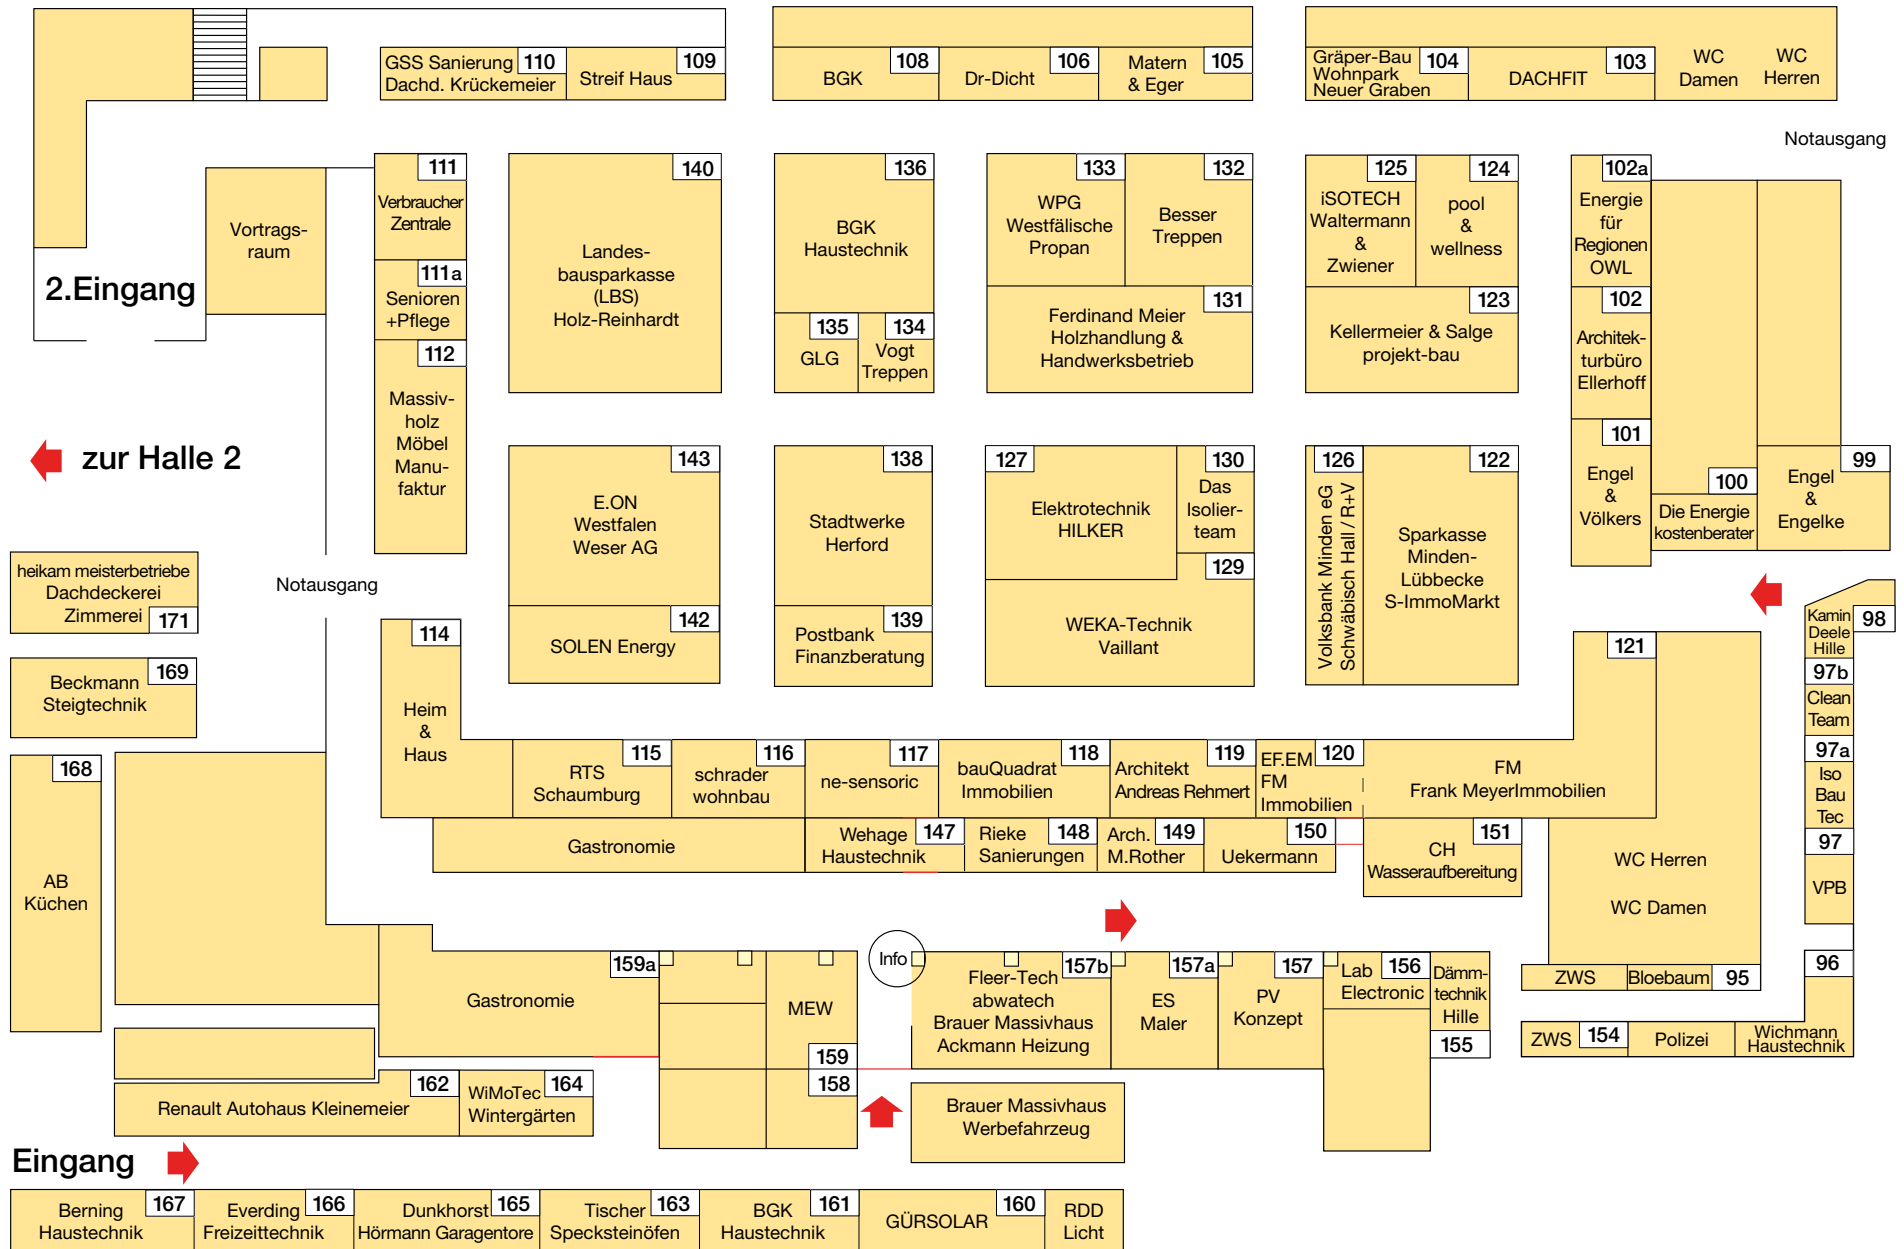 GSS Sanierung
Dachd. Krückemeier
110
Streif Haus
109
BGK
108
Dr-Dicht
106
Matern
& Eger
105
Gräper-Bau
Wohnpark
Neuer Graben
104
DACHFIT
103
WC
Damen
WC
Herren
Notausgang
Vortrags-
raum
2.Eingang
zur Halle 2
111
Verbraucher
Zentrale
111a
Senioren
+Pflege
112
Massiv-
holz
Möbel
Manu-
faktur
140
Landes-
bausparkasse
(LBS)
Holz-Reinhardt
136
BGK
Haustechnik
135
GLG
134
Vogt
Treppen
133
WPG
Westfälische
Propan
132
Besser
Treppen
131
Ferdinand Meier
Holzhandlung &
Handwerksbetrieb
125
iSOTECH
Waltermann
&
Zwiener
124
pool
&
wellness
123
Kellermeier & Salge
projekt-bau
102a
Energie
für
Regionen
OWL
102
Architek-
turbüro
Ellerhoff
101
Engel
&
Völkers
100
Die Energie
kostenberater
99
Engel
&
Engelke
143
E.ON
Westfalen
Weser AG
142
SOLEN Energy
138
Stadtwerke
Herford
139
Postbank
Finanzberatung
127
Elektrotechnik
HILKER
130
Das
Isolier-
team
129
WEKA-Technik
Vaillant
126
Volksbank Minden eG
Schwäbisch Hall / R+V
122
Sparkasse
Minden-
Lübbecke
S-ImmoMarkt
heikam meisterbetriebe
Dachdeckerei
Zimmerei
171
Notausgang
Beckmann
Steigtechnik
169
168
AB
Küchen
114
Heim
&
Haus
115
RTS
Schaumburg
116
schrader
wohnbau
117
ne-sensoric
118
bauQuadrat
Immobilien
119
Architekt
Andreas Rehmert
120
EF.EM
FM
Immobilien
121
FM
Frank MeyerImmobilien
98
Kamin
Deele
Hille
97b
Clean
Team
97a
Iso
Bau
Tec
97
VPB
Gastronomie
Wehage
Haustechnik
147
Rieke
Sanierungen
148
Arch.
M.Rother
149
Uekermann
150
151
CH
Wasseraufbereitung
WC Herren
WC Damen
ZWS
Bloebaum
95
96
Wichmann
Haustechnik
ZWS
154
Polizei
159a
Gastronomie
MEW
159
158
Info
157b
Fleer-Tech
abwatech
Brauer Massivhaus
Ackmann Heizung
157a
ES
Maler
157
PV
Konzept
156
Lab
Electronic
Dämm-
technik
Hille
155
Brauer Massivhaus
Werbefahrzeug
162
Renault Autohaus Kleinemeier
164
WiMoTec
Wintergärten
Eingang
Berning
Haustechnik
167
Everding
Freizeittechnik
166
Dunkhorst
Hörmann Garagentore
165
Tischer
Specksteinöfen
163
BGK
Haustechnik
161
GÜRSOLAR
160
RDD
Licht